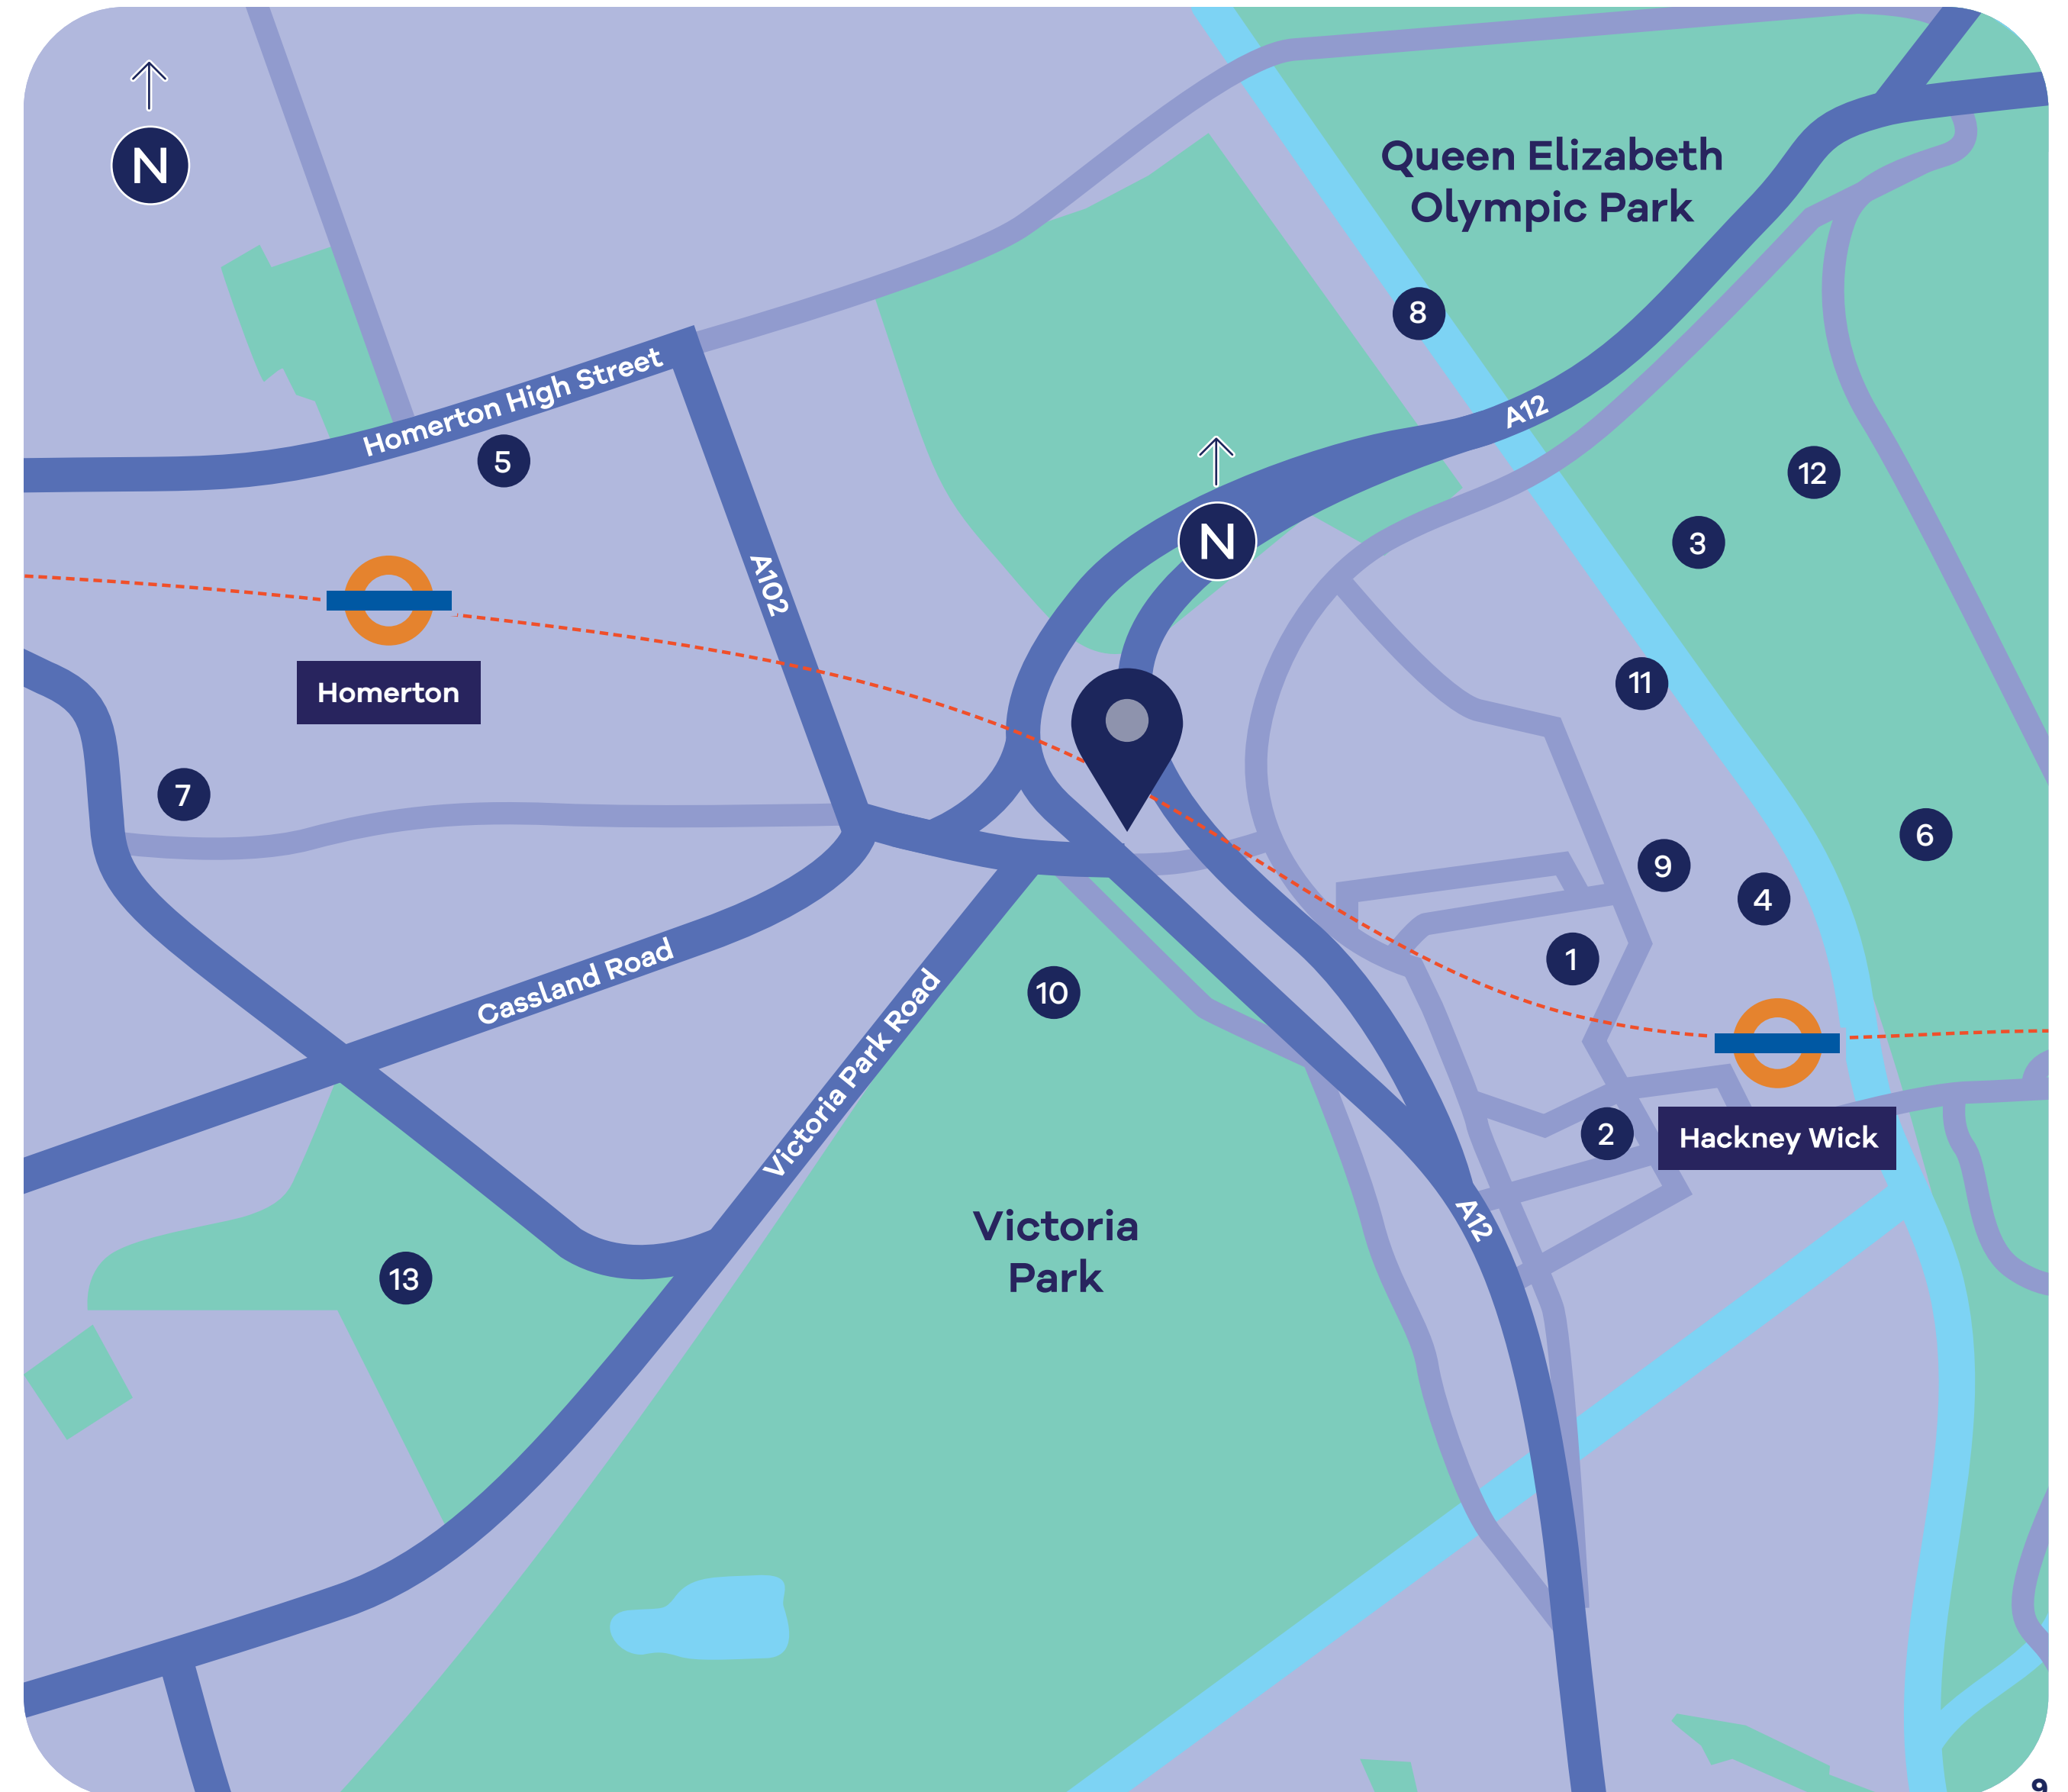 N
Queen Elizabeth
Olympic Park
8
Homerton High Street
A12
5
12
N
3
A102
Homerton
11
7
6
9
4
1
Cassland Road
10
Victoria Park Road
2
Hackney Wick
Victoria
Park
A12
13
9